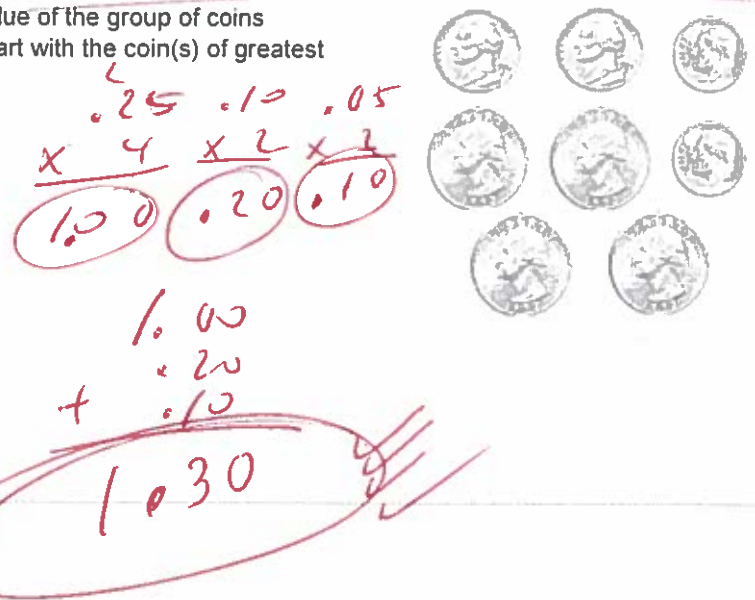 lue of the group of coins
art with the coin(s) of greatest
2
.25 .10 .05
x 4 x 2 x 2
1.00 .20 .10
1.00
.20
+ .10
1.30